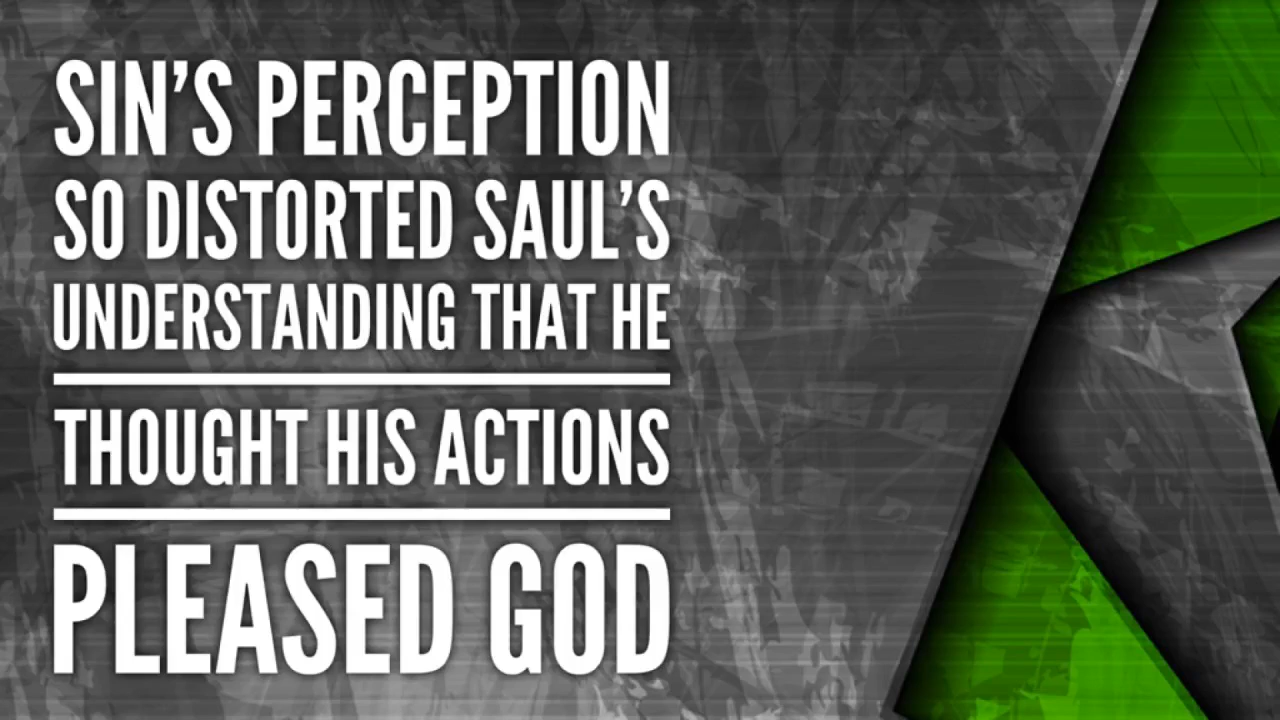 SIN'S PERCEPTION
SO DISTORTED SAUL'S
UNDERSTANDING THAT HE
THOUGHT HIS ACTIONS
PLEASED GOD